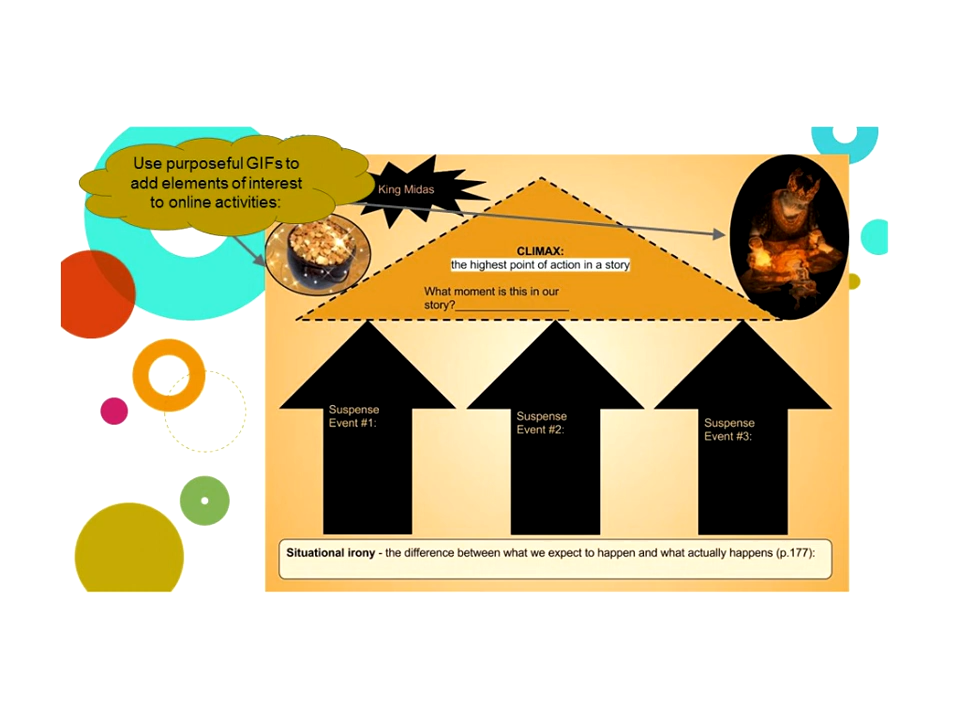 Use purposeful GIFs to
add elements of interest
to online activities:
King Midas
CLIMAX:
the highest point of action in a story
What moment is this in our
story?___________________
Suspense
Event #1:
Suspense
Event #2:
Suspense
Event #3:
Situational irony - the difference between what we expect to happen and what actually happens (p.177):